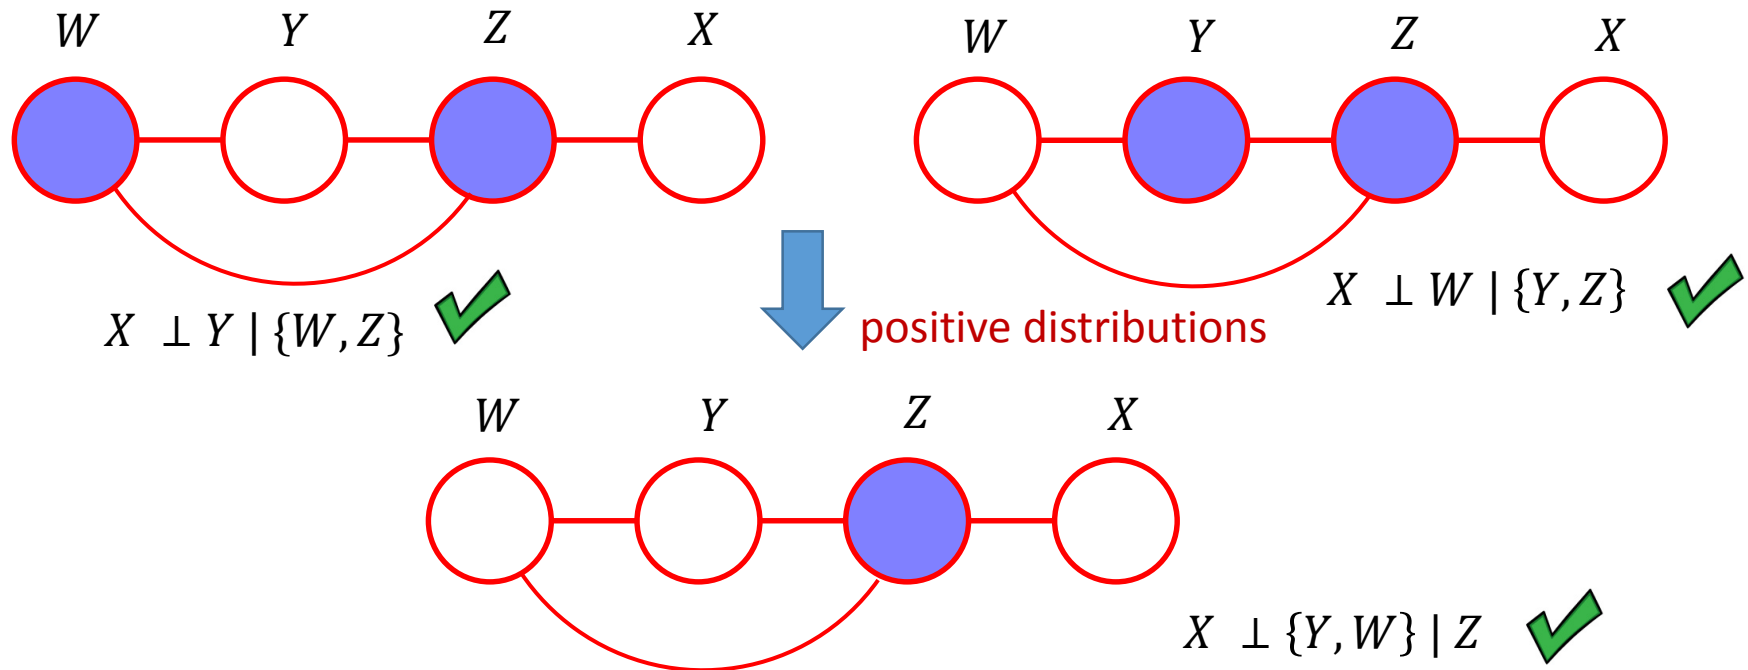 W Y Z X
W Y Z X
X ⊥ Y | {W, Z}
X ⊥ W | {Y, Z}
positive distributions
W Y Z X
X ⊥ {Y, W} | Z